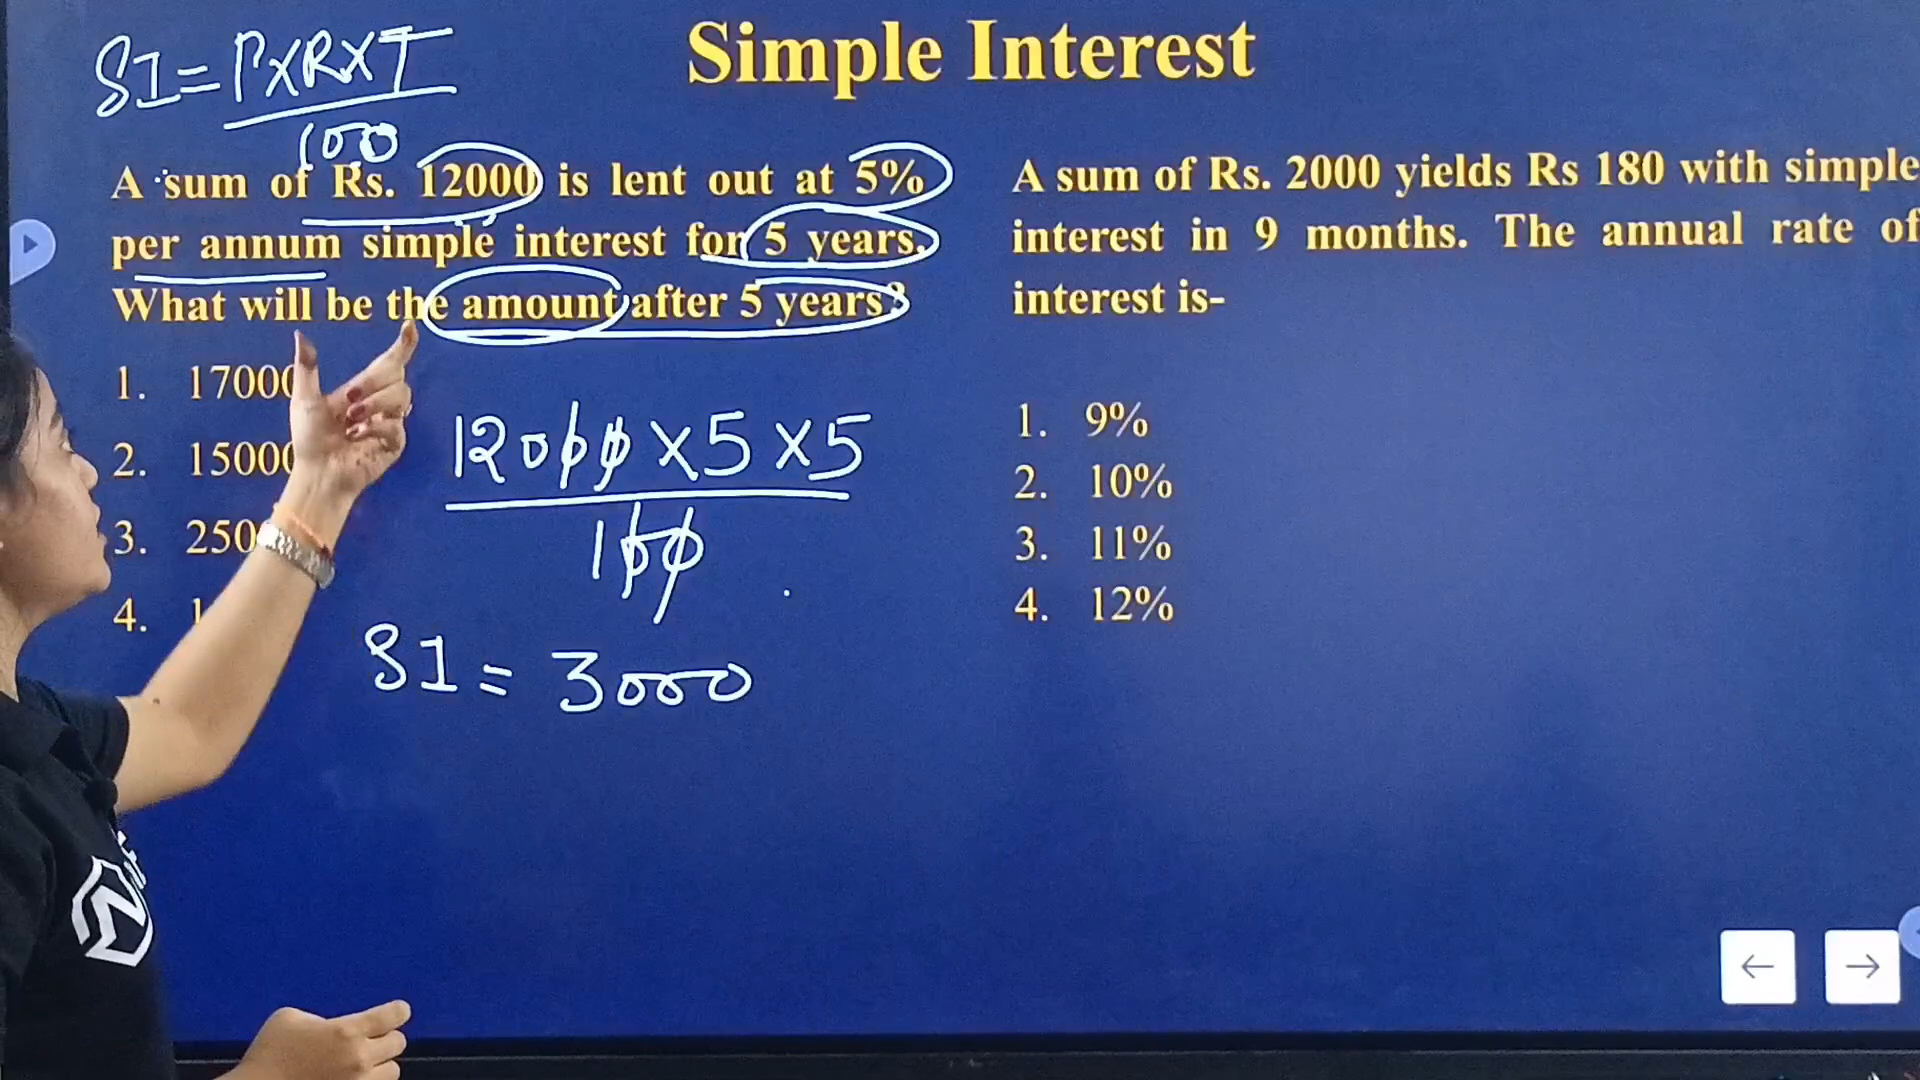 Simple Interest
SI = P×R×T
100
A sum of Rs. 12000 is lent out at 5%
per annum simple interest for 5 years.
What will be the amount after 5 years?
1. 17000
2. 15000
3. 250
4. 1
12000 × 5 × 5
100
SI = 3000
A sum of Rs. 2000 yields Rs 180 with simple
interest in 9 months. The annual rate of
interest is-
1. 9%
2. 10%
3. 11%
4. 12%